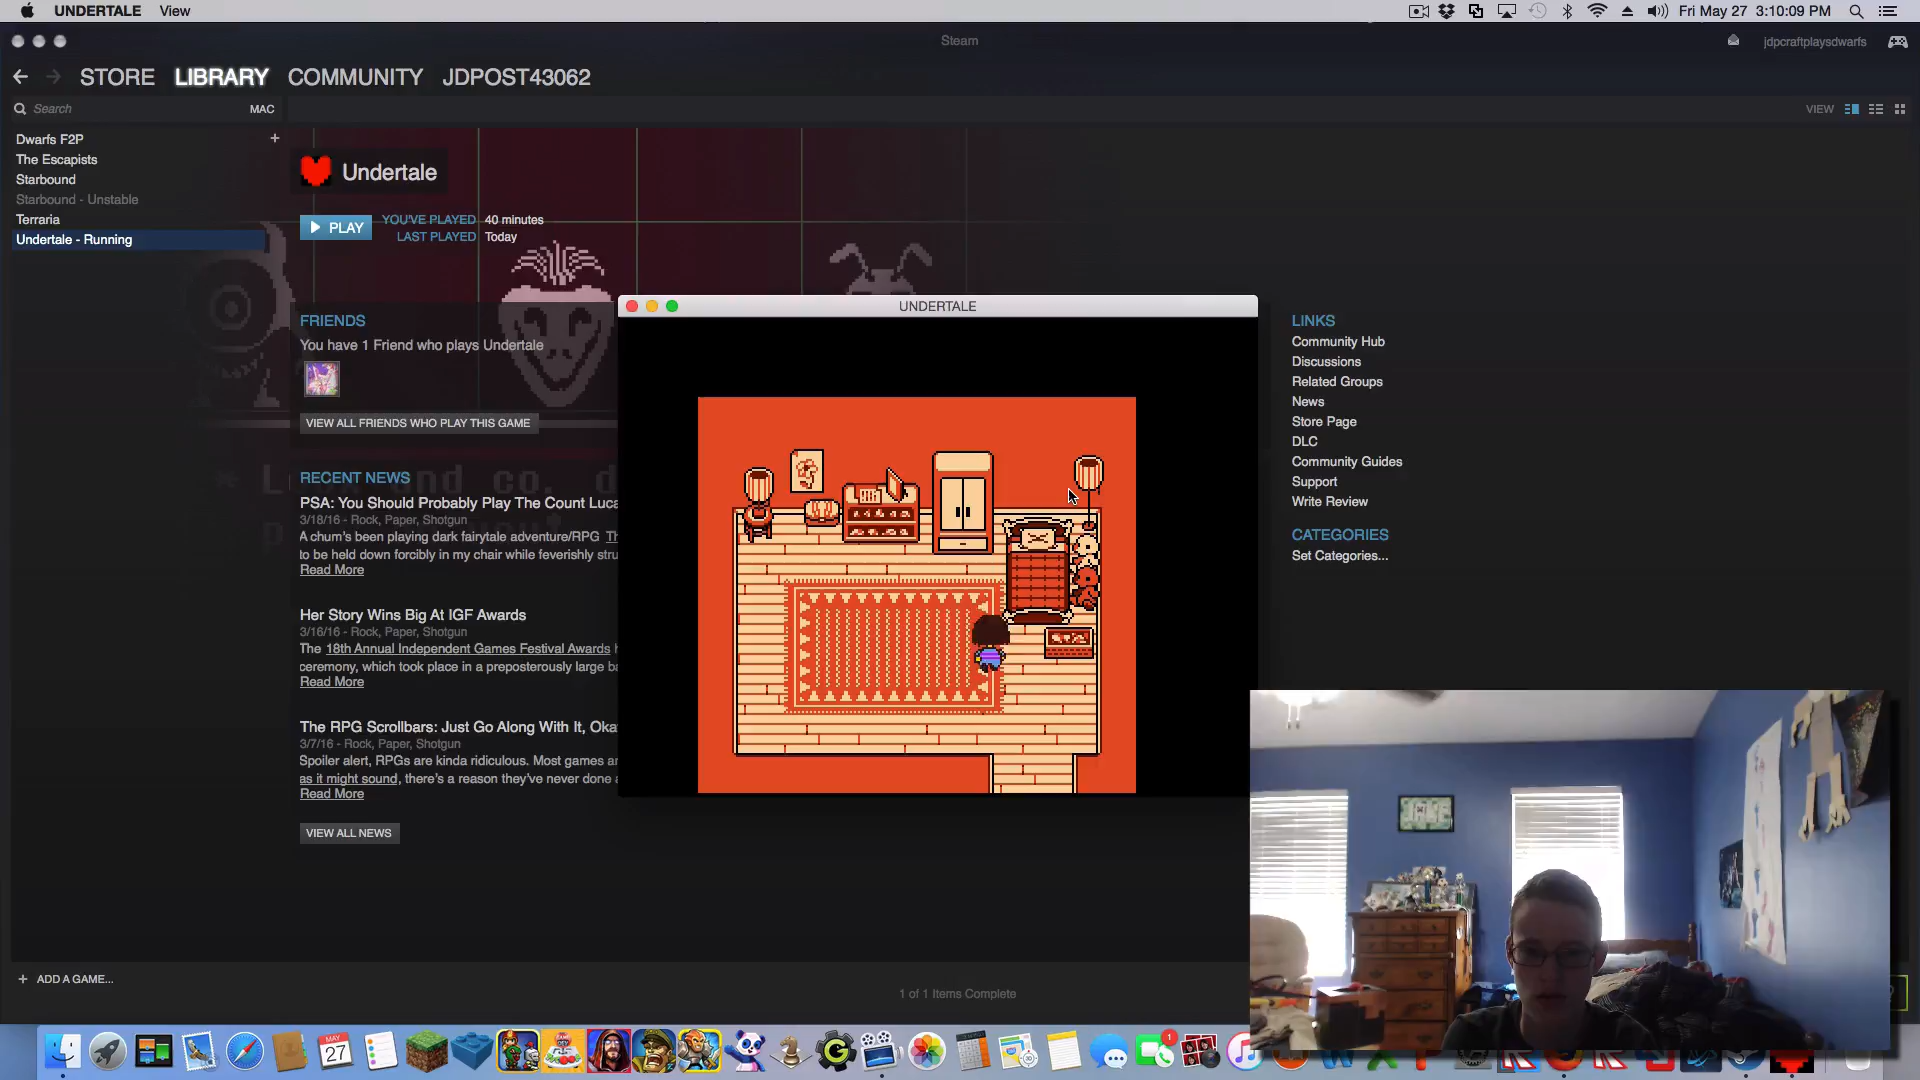 UNDERTALE View
Fri May 27 3:10:09 PM
Steam
jdpcraftplaysdwarfs
STORE LIBRARY COMMUNITY JDPOST43062
Search MAC
VIEW
Dwarfs F2P
The Escapists
Starbound
Starbound - Unstable
Terraria
Undertale - Running
Undertale
PLAY
YOU'VE PLAYED 40 minutes
LAST PLAYED Today
FRIENDS
You have 1 Friend who plays Undertale
VIEW ALL FRIENDS WHO PLAY THIS GAME
RECENT NEWS
PSA: You Should Probably Play The Count Luca
3/18/16 - Rock, Paper, Shotgun
A chum's been playing dark fairytale adventure/RPG Th
to be held down forcibly in my chair while feverishly stru
Read More
Her Story Wins Big At IGF Awards
3/16/16 - Rock, Paper, Shotgun
The 18th Annual Independent Games Festival Awards h
ceremony, which took place in a preposterously large ba
Read More
The RPG Scrollbars: Just Go Along With It, Oka
3/7/16 - Rock, Paper, Shotgun
Spoiler alert, RPGs are kinda ridiculous. Most games ar
as it might sound, there's a reason they've never done a
Read More
VIEW ALL NEWS
UNDERTALE
LINKS
Community Hub
Discussions
Related Groups
News
Store Page
DLC
Community Guides
Support
Write Review
CATEGORIES
Set Categories...
+ ADD A GAME...
1 of 1 Items Complete
MAY
27
1